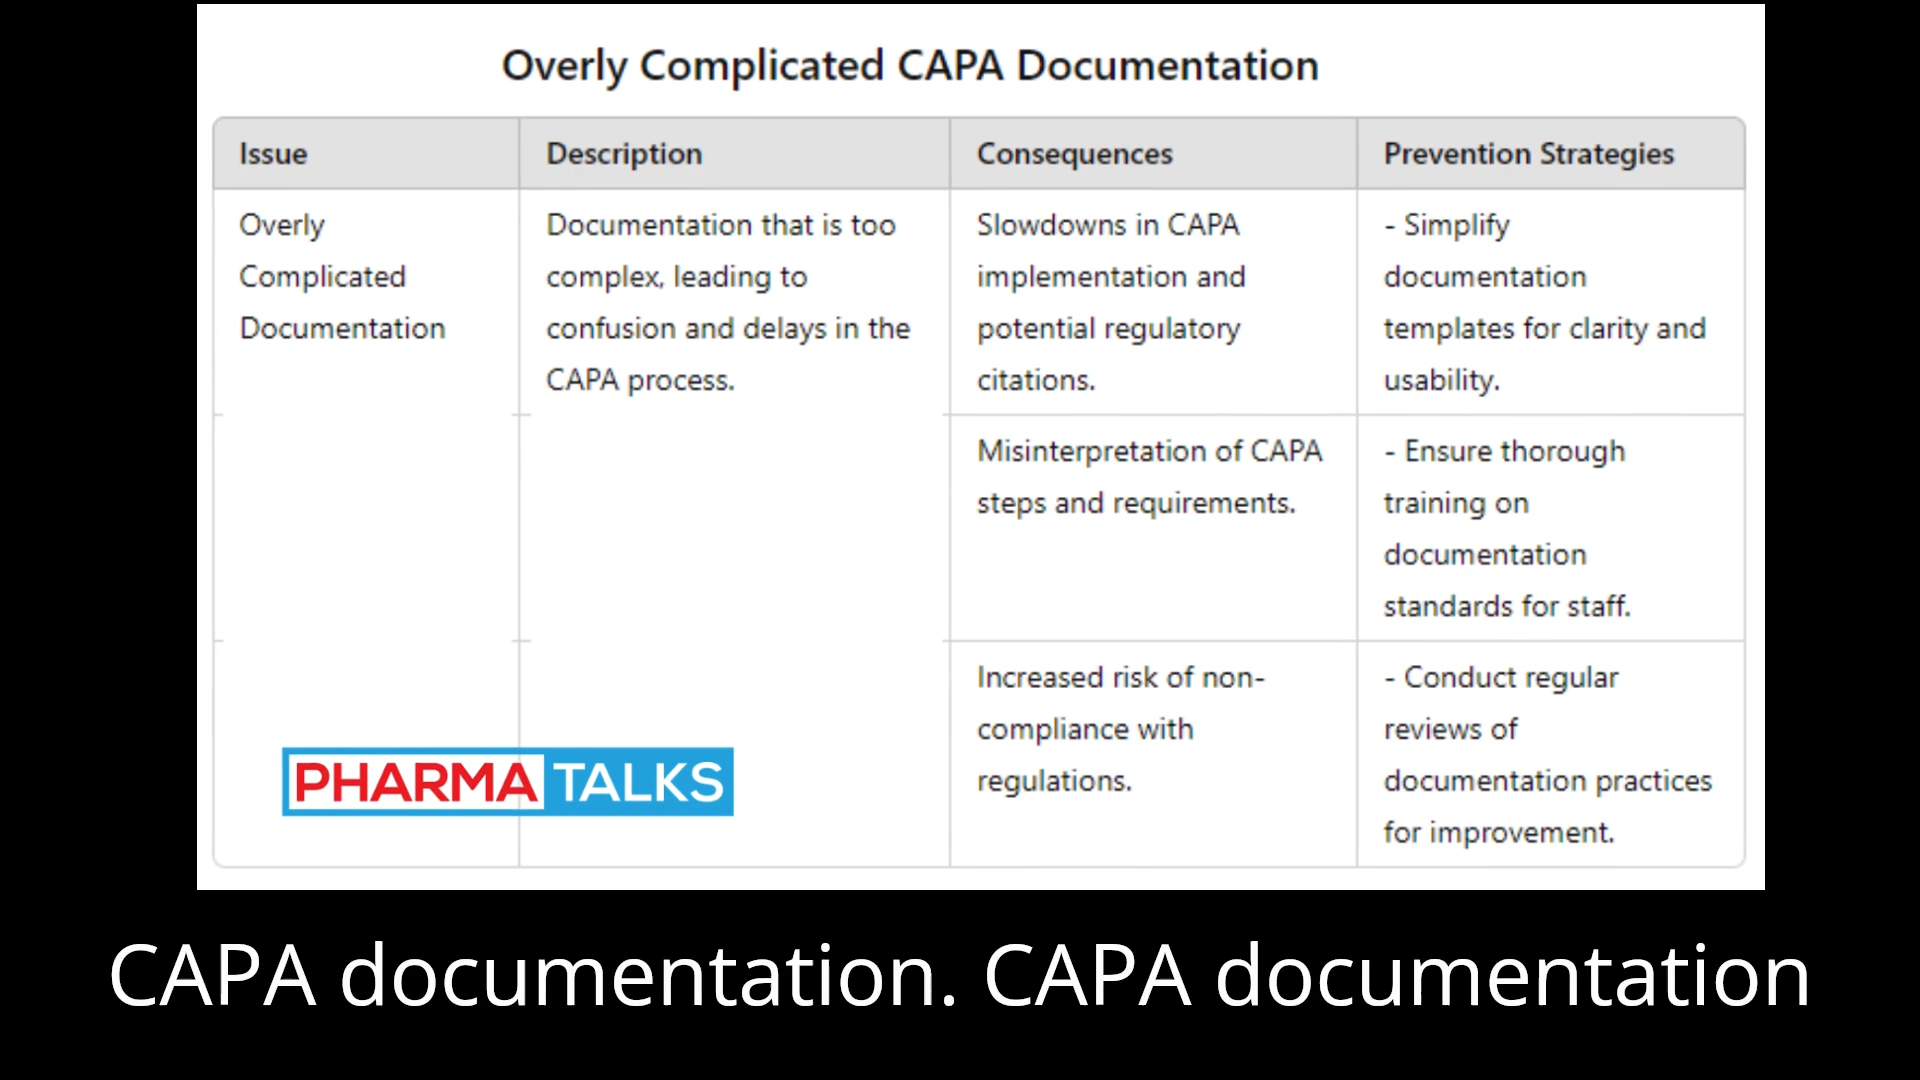 Overly Complicated CAPA Documentation
Issue
Description
Consequences
Prevention Strategies
Overly
Complicated
Documentation
Documentation that is too
complex, leading to
confusion and delays in the
CAPA process.
Slowdowns in CAPA
implementation and
potential regulatory
citations.
- Simplify
documentation
templates for clarity and
usability.
Misinterpretation of CAPA
steps and requirements.
- Ensure thorough
training on
documentation
standards for staff.
Increased risk of non-
compliance with
regulations.
- Conduct regular
reviews of
documentation practices
for improvement.
PHARMA TALKS
CAPA documentation. CAPA documentation